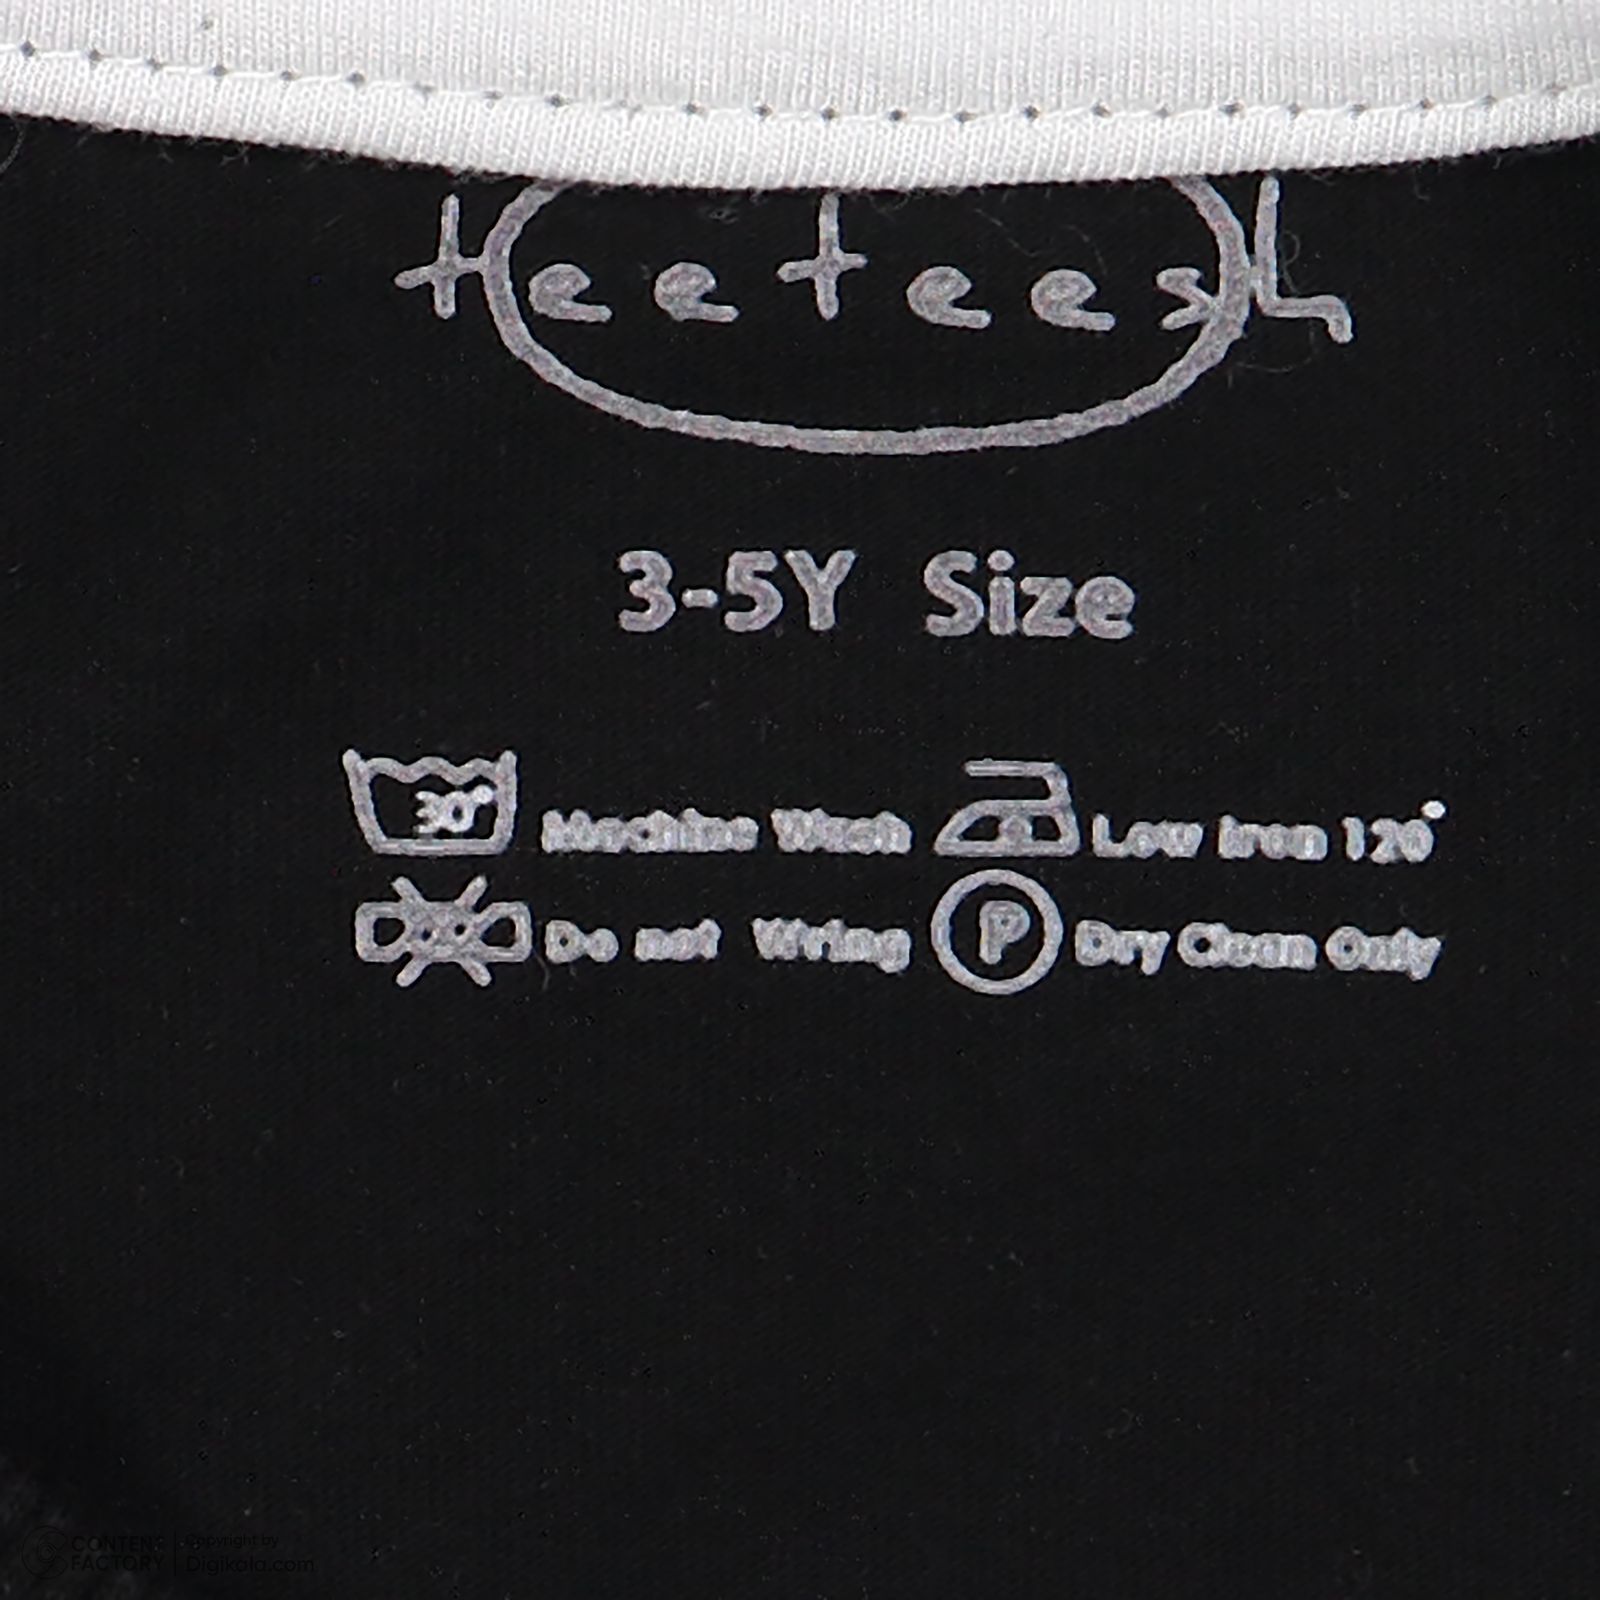 teeteesh
3-5Y Size
30° Machine Wash Low Iron 120°
Do not Wring P Dry Clean Only
CONTENT FACTORY Copyright by Digikala.com